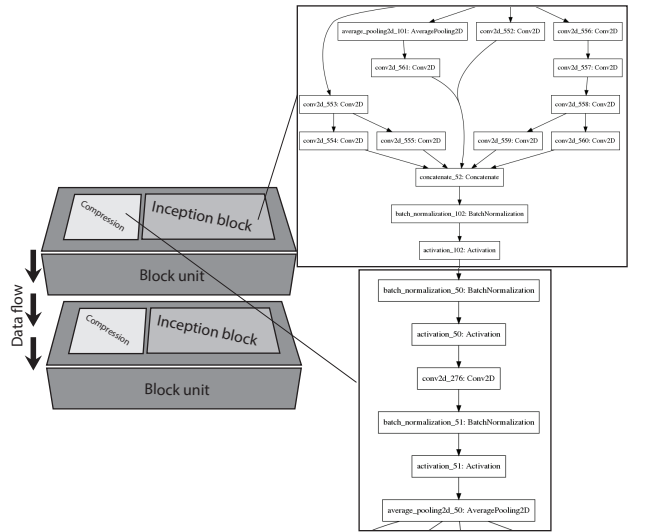 average_pooling2d_101: AveragePooling2D
conv2d_552: Conv2D
conv2d_556: Conv2D
conv2d_561: Conv2D
conv2d_557: Conv2D
conv2d_553: Conv2D
conv2d_558: Conv2D
conv2d_554: Conv2D
conv2d_555: Conv2D
conv2d_559: Conv2D
conv2d_560: Conv2D
concatenate_52: Concatenate
batch_normalization_102: BatchNormalization
activation_102: Activation
Compression
Inception block
Block unit
Data flow
Compression
Inception block
Block unit
batch_normalization_50: BatchNormalization
activation_50: Activation
conv2d_276: Conv2D
batch_normalization_51: BatchNormalization
activation_51: Activation
average_pooling2d_50: AveragePooling2D